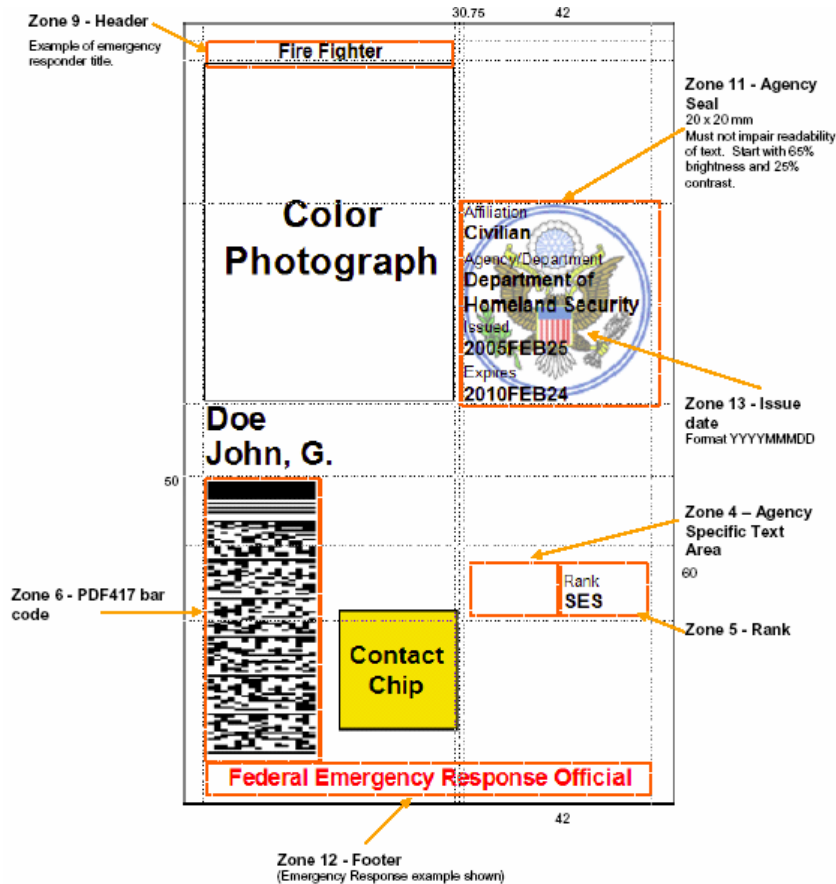 30.75
42
Zone 9 - Header
Example of emergency
responder title.
Fire Fighter
Zone 11 - Agency
Seal
20 x 20 mm
Must not impair readability
of text. Start with 65%
brightness and 25%
contrast.
Color
Photograph
Affiliation
Civilian
Agency/Department
Department of
Homeland Security
Issued
2005FEB25
Expires
2010FEB24
Zone 13 - Issue
date
Format YYYYMMMDD
Doe
John, G.
50
Zone 4 – Agency
Specific Text
Area
60
Rank
SES
Zone 5 - Rank
Zone 6 - PDF417 bar
code
Contact
Chip
Federal Emergency Response Official
42
Zone 12 - Footer
(Emergency Response example shown)